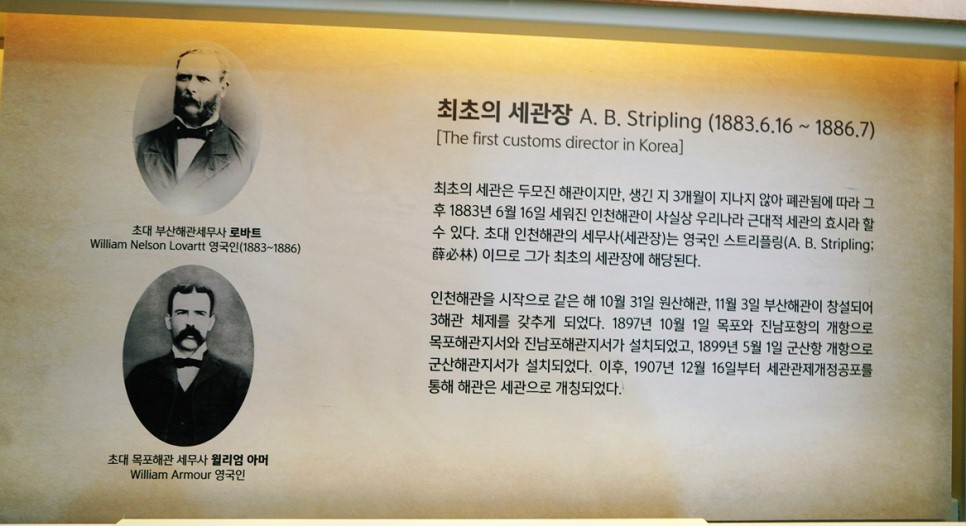 초대 부산해관세무사 로바트
William Nelson Lovartt 영국인(1883~1886)
초대 목포해관 세무사 윌리엄 아머
William Armour 영국인
최초의 세관장 A. B. Stripling (1883.6.16 ~ 1886.7)
[The first customs director in Korea]
최초의 세관은 두모진 해관이지만, 생긴 지 3개월이 지나지 않아 폐관됨에 따라 그
후 1883년 6월 16일 세워진 인천해관이 사실상 우리나라 근대적 세관의 효시라 할
수 있다. 초대 인천해관의 세무사(세관장)는 영국인 스트리플링(A. B. Stripling;
薛必林) 이므로 그가 최초의 세관장에 해당된다.
인천해관을 시작으로 같은 해 10월 31일 원산해관, 11월 3일 부산해관이 창설되어
3해관 체제를 갖추게 되었다. 1897년 10월 1일 목포와 진남포항의 개항으로
목포해관지서와 진남포해관지서가 설치되었고, 1899년 5월 1일 군산항 개항으로
군산해관지서가 설치되었다. 이후, 1907년 12월 16일부터 세관관제개정공포를
통해 해관은 세관으로 개칭되었다.